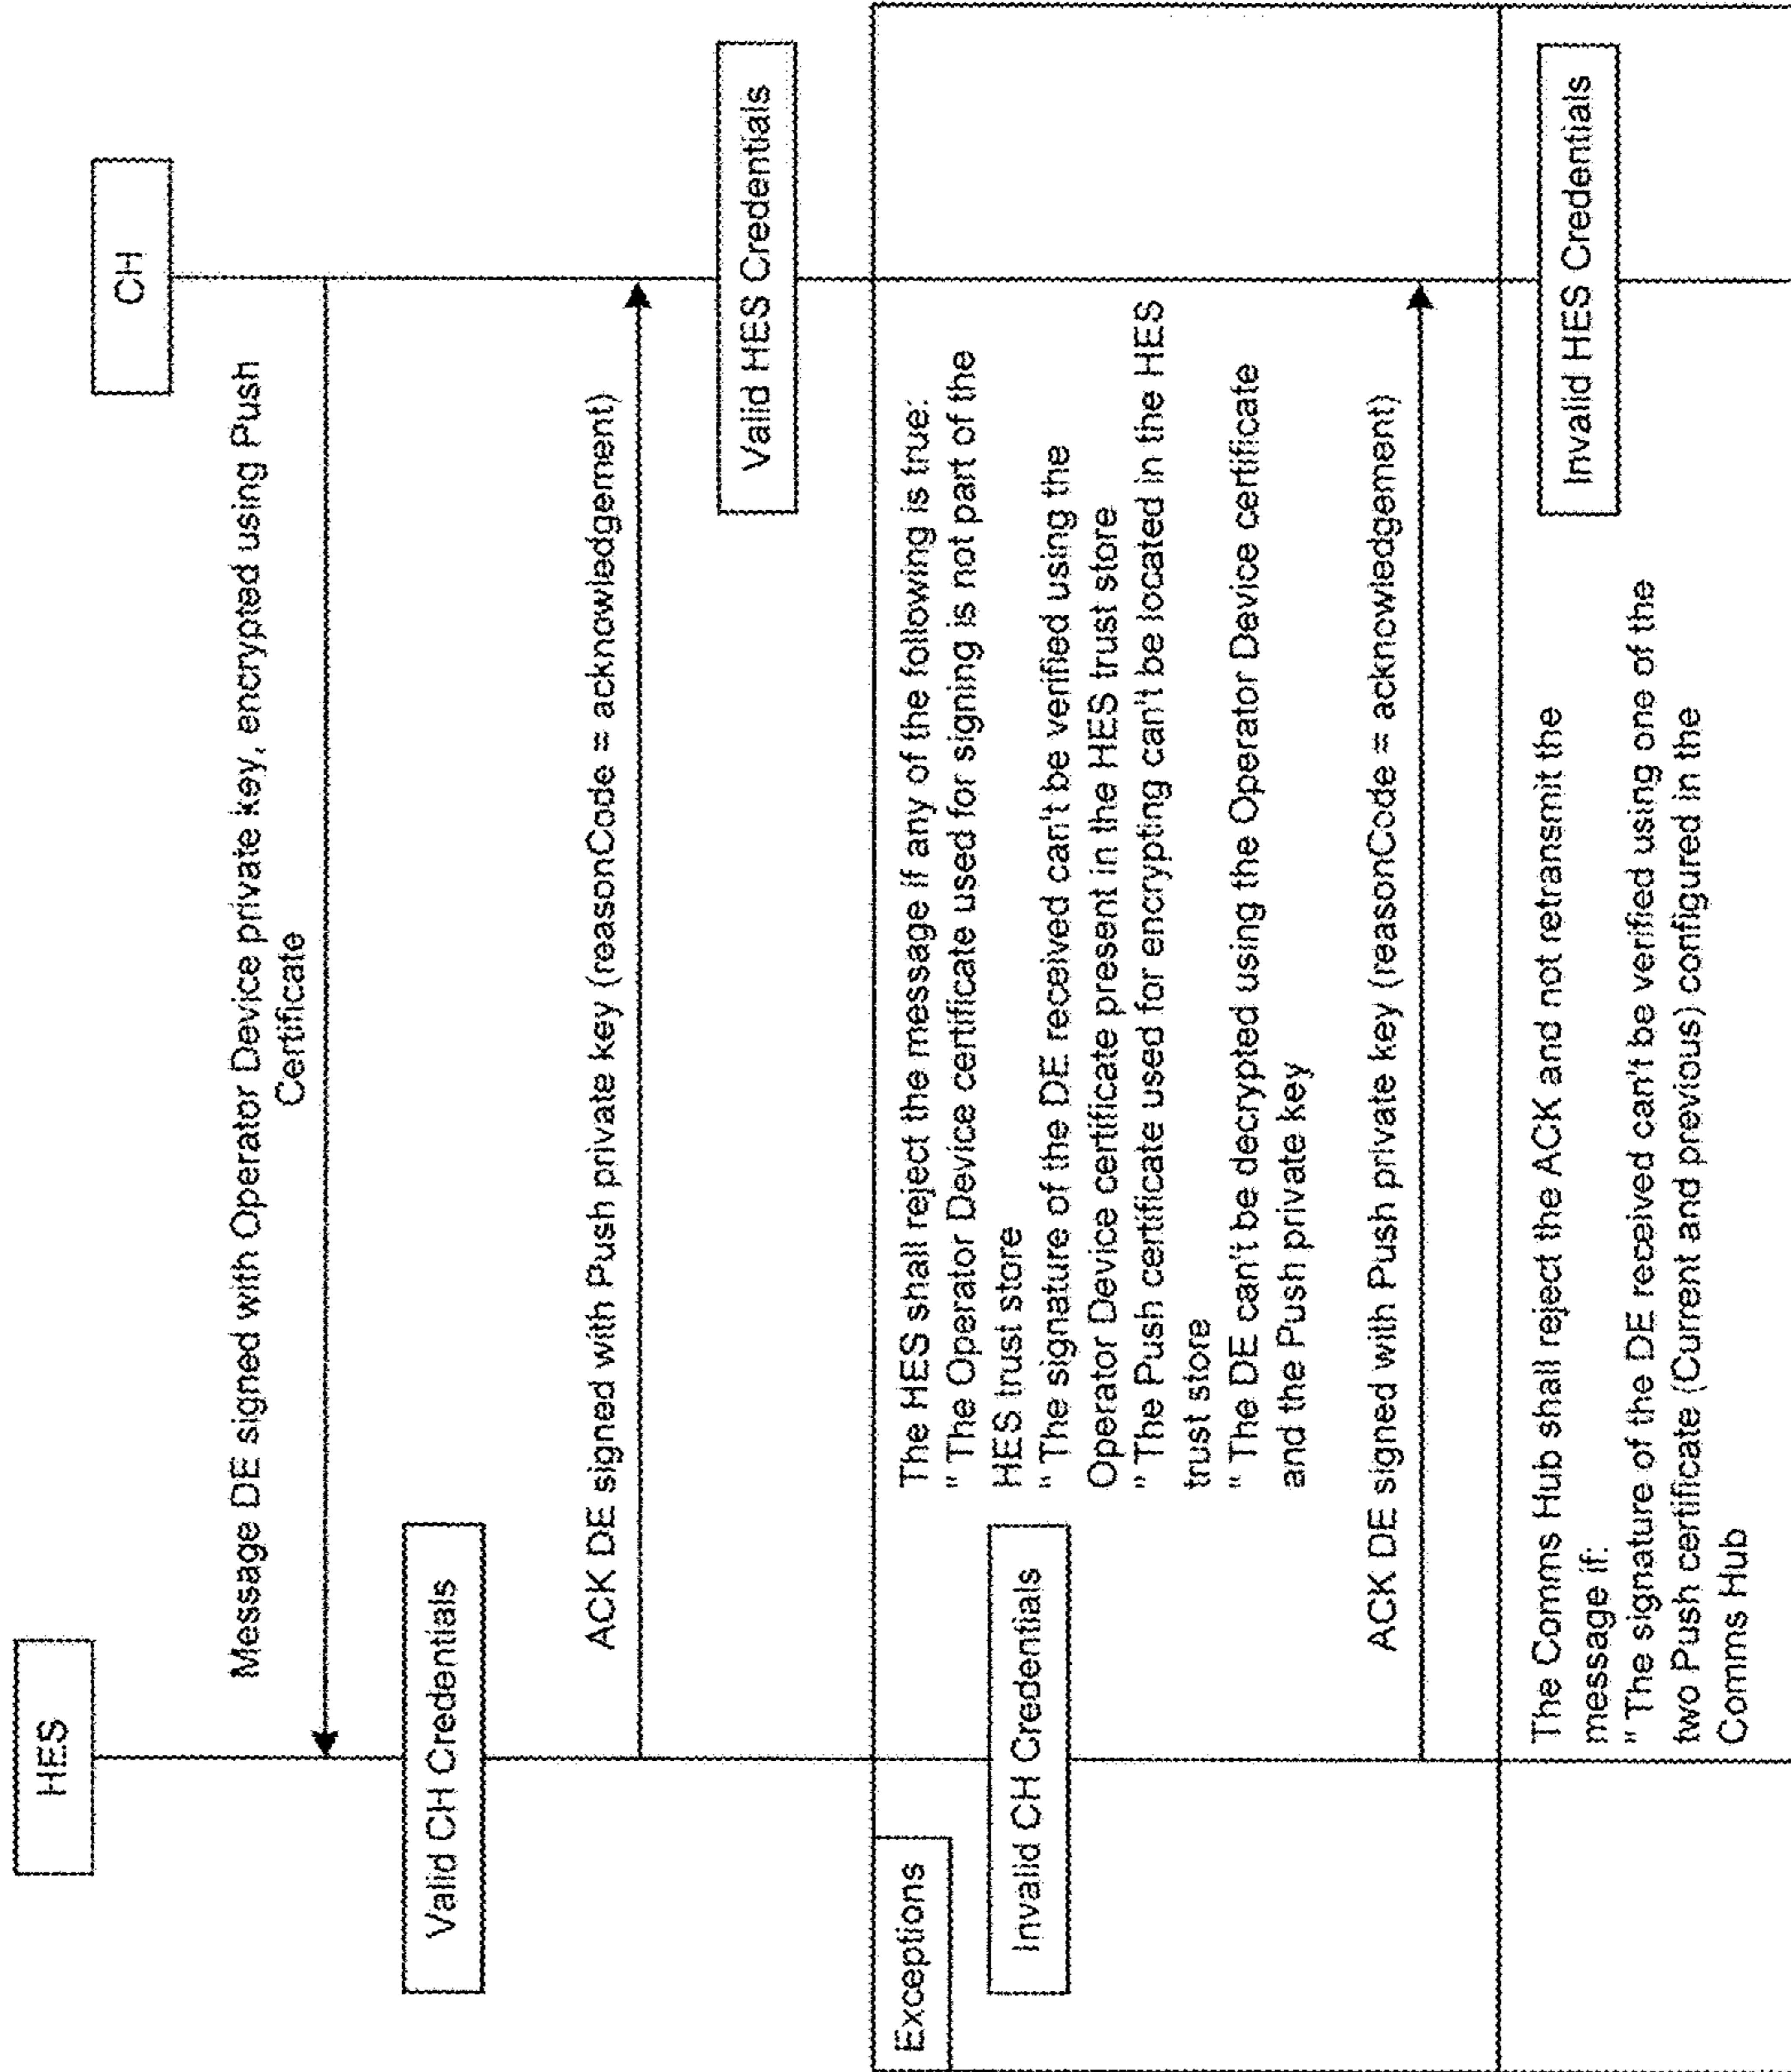 HES
CH
Message DE signed with Operator Device private key, encrypted using Push
Certificate
Valid CH Credentials
ACK DE signed with Push private key (reasonCode = acknowledgement)
Valid HES Credentials
Exceptions
The HES shall reject the message if any of the following is true:
" The Operator Device certificate used for signing is not part of the
HES trust store
" The signature of the DE received can't be verified using the
Operator Device certificate present in the HES trust store
" The Push certificate used for encrypting can't be located in the HES
trust store
" The DE can't be decrypted using the Operator Device certificate
and the Push private key
Invalid CH Credentials
ACK DE signed with Push private key (reasonCode = acknowledgement)
Invalid HES Credentials
The Comms Hub shall reject the ACK and not retransmit the
message if:
" The signature of the DE received can't be verified using one of the
two Push certificate (Current and previous) configured in the
Comms Hub